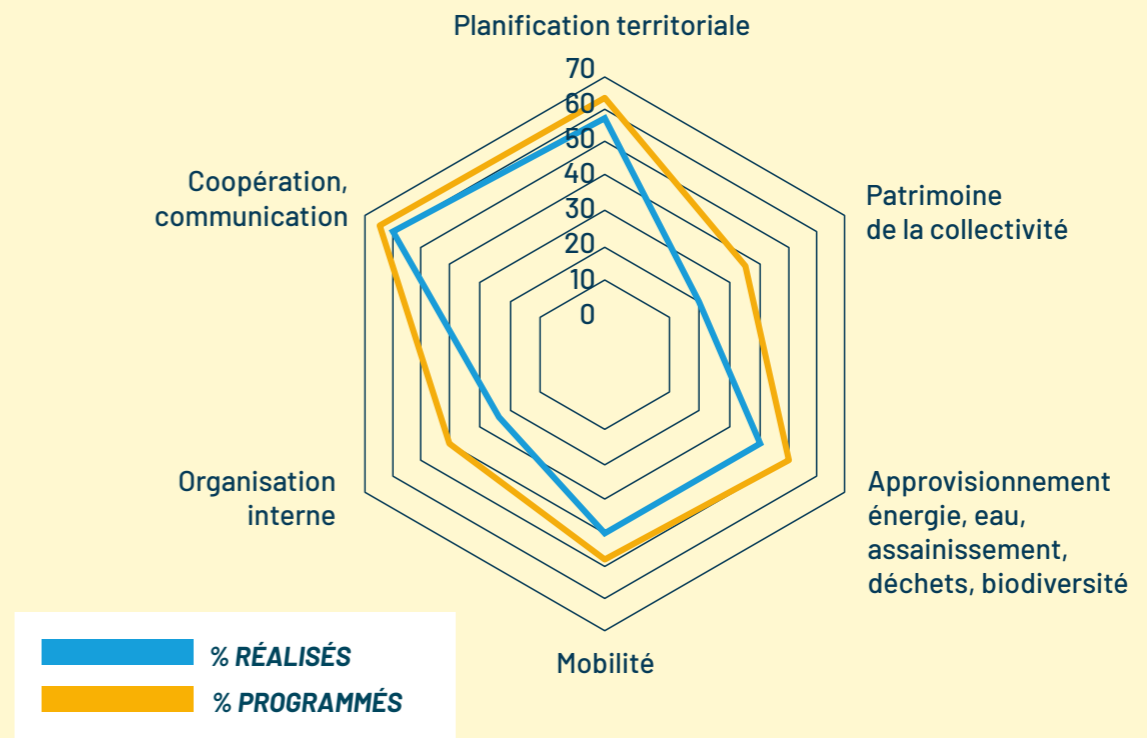 Planification territoriale
70
60
50
40
30
20
10
0
Coopération,
communication
Patrimoine
de la collectivité
Organisation
interne
Approvisionnement
énergie, eau,
assainissement,
déchets, biodiversité
Mobilité
% RÉALISÉS
% PROGRAMMÉS